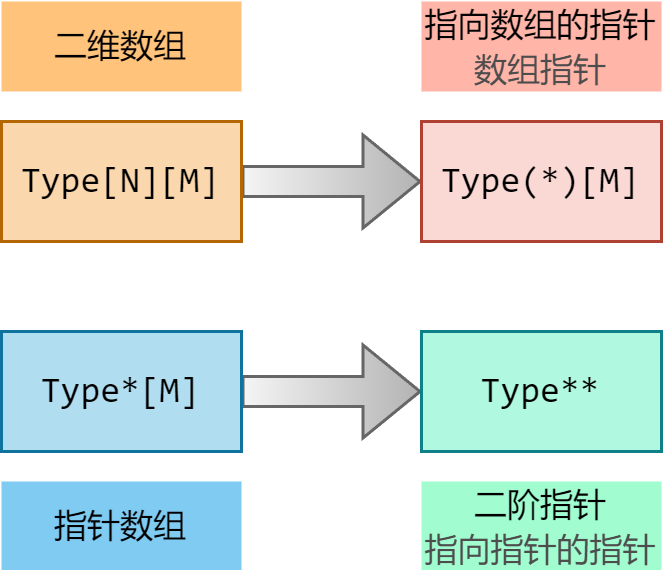 二维数组
指向数组的指针
数组指针
Type[N][M]
Type(*)[M]
Type*[M]
Type**
指针数组
二阶指针
指向指针的指针